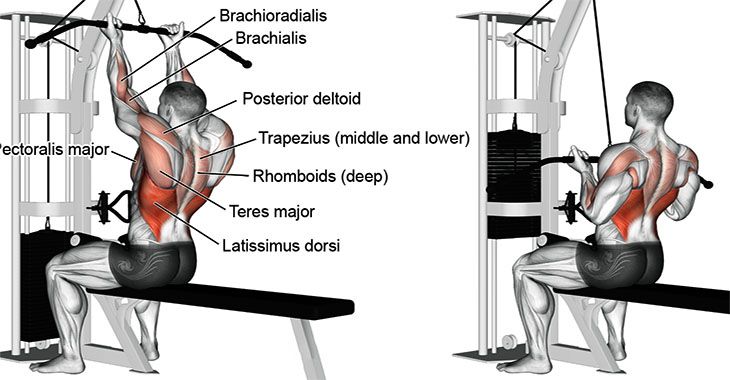 Brachioradialis
Brachialis
Posterior deltoid
Trapezius (middle and lower)
Pectoralis major
Rhomboids (deep)
Teres major
Latissimus dorsi